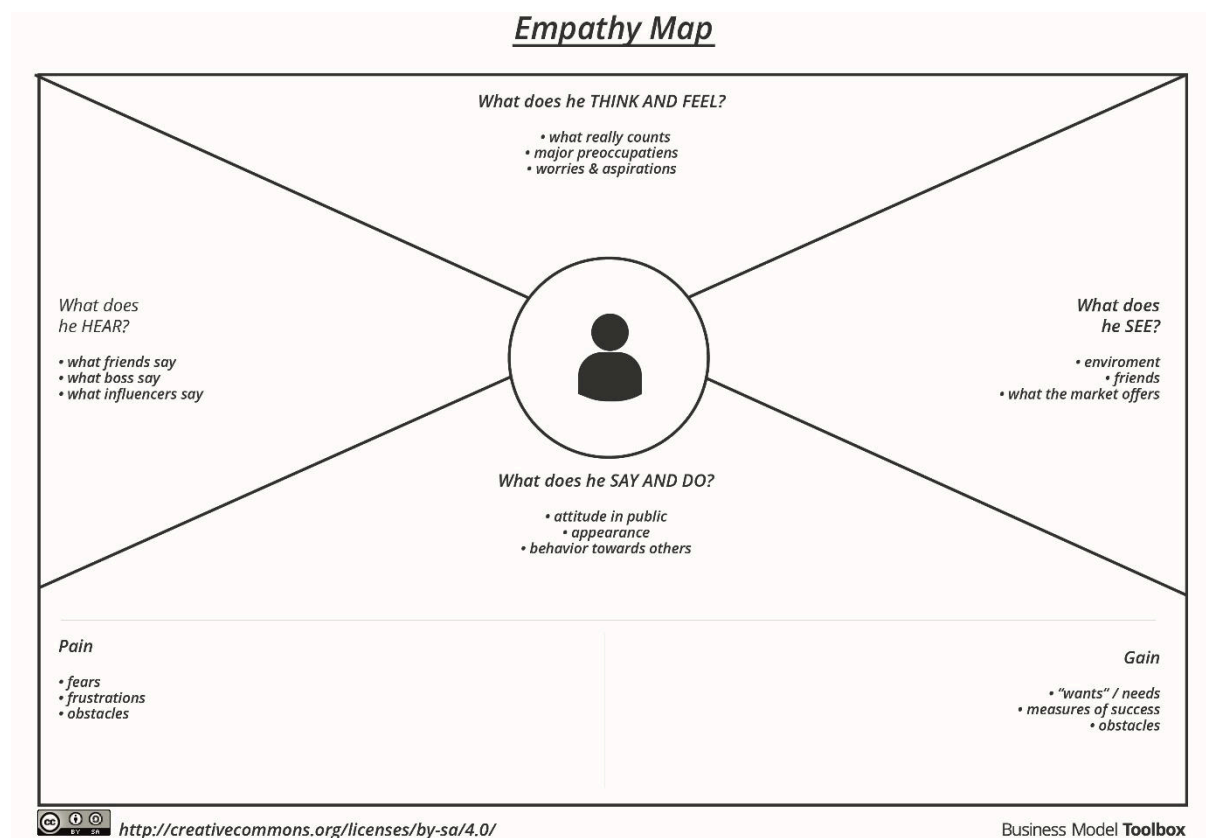 Empathy Map
What does he THINK AND FEEL?
• what really counts
• major preoccupatiens
• worries & aspirations
What does
he HEAR?
• what friends say
• what boss say
• what influencers say
What does
he SEE?
• enviroment
• friends
• what the market offers
What does he SAY AND DO?
• attitude in public
• appearance
• behavior towards others
Pain
• fears
• frustrations
• obstacles
Gain
• “wants” / needs
• measures of success
• obstacles
cc BY SA
http://creativecommons.org/licenses/by-sa/4.0/
Business Model Toolbox